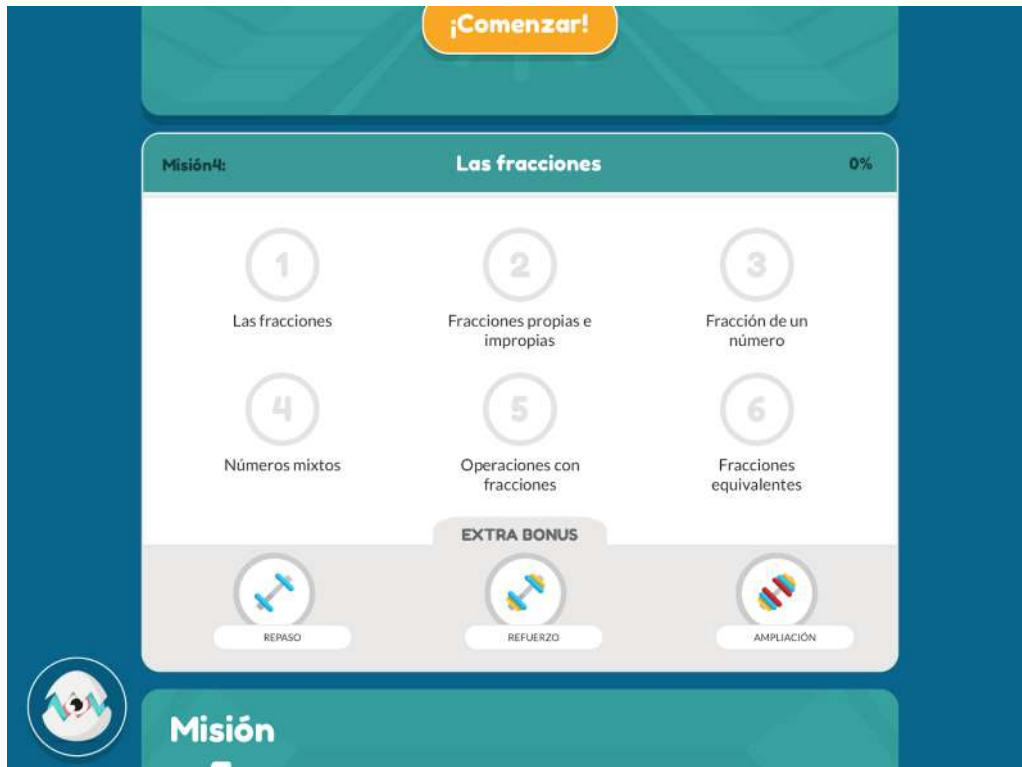 ¡Comenzar!
Misión4:
Las fracciones
0%
1
2
3
Las fracciones
Fracciones propias e
impropias
Fracción de un
número
4
5
6
Números mixtos
Operaciones con
fracciones
Fracciones
equivalentes
EXTRA BONUS
REPASO
REFUERZO
AMPLIACIÓN
Misión